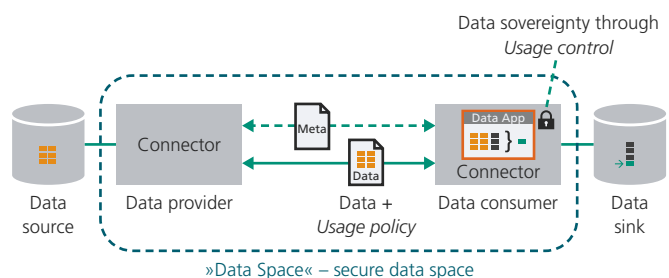 Data sovereignty through
Usage control
Meta
Data App
Connector
Data
Connector
Data
source
Data provider
Data +
Usage policy
Data consumer
Data
sink
»Data Space« – secure data space